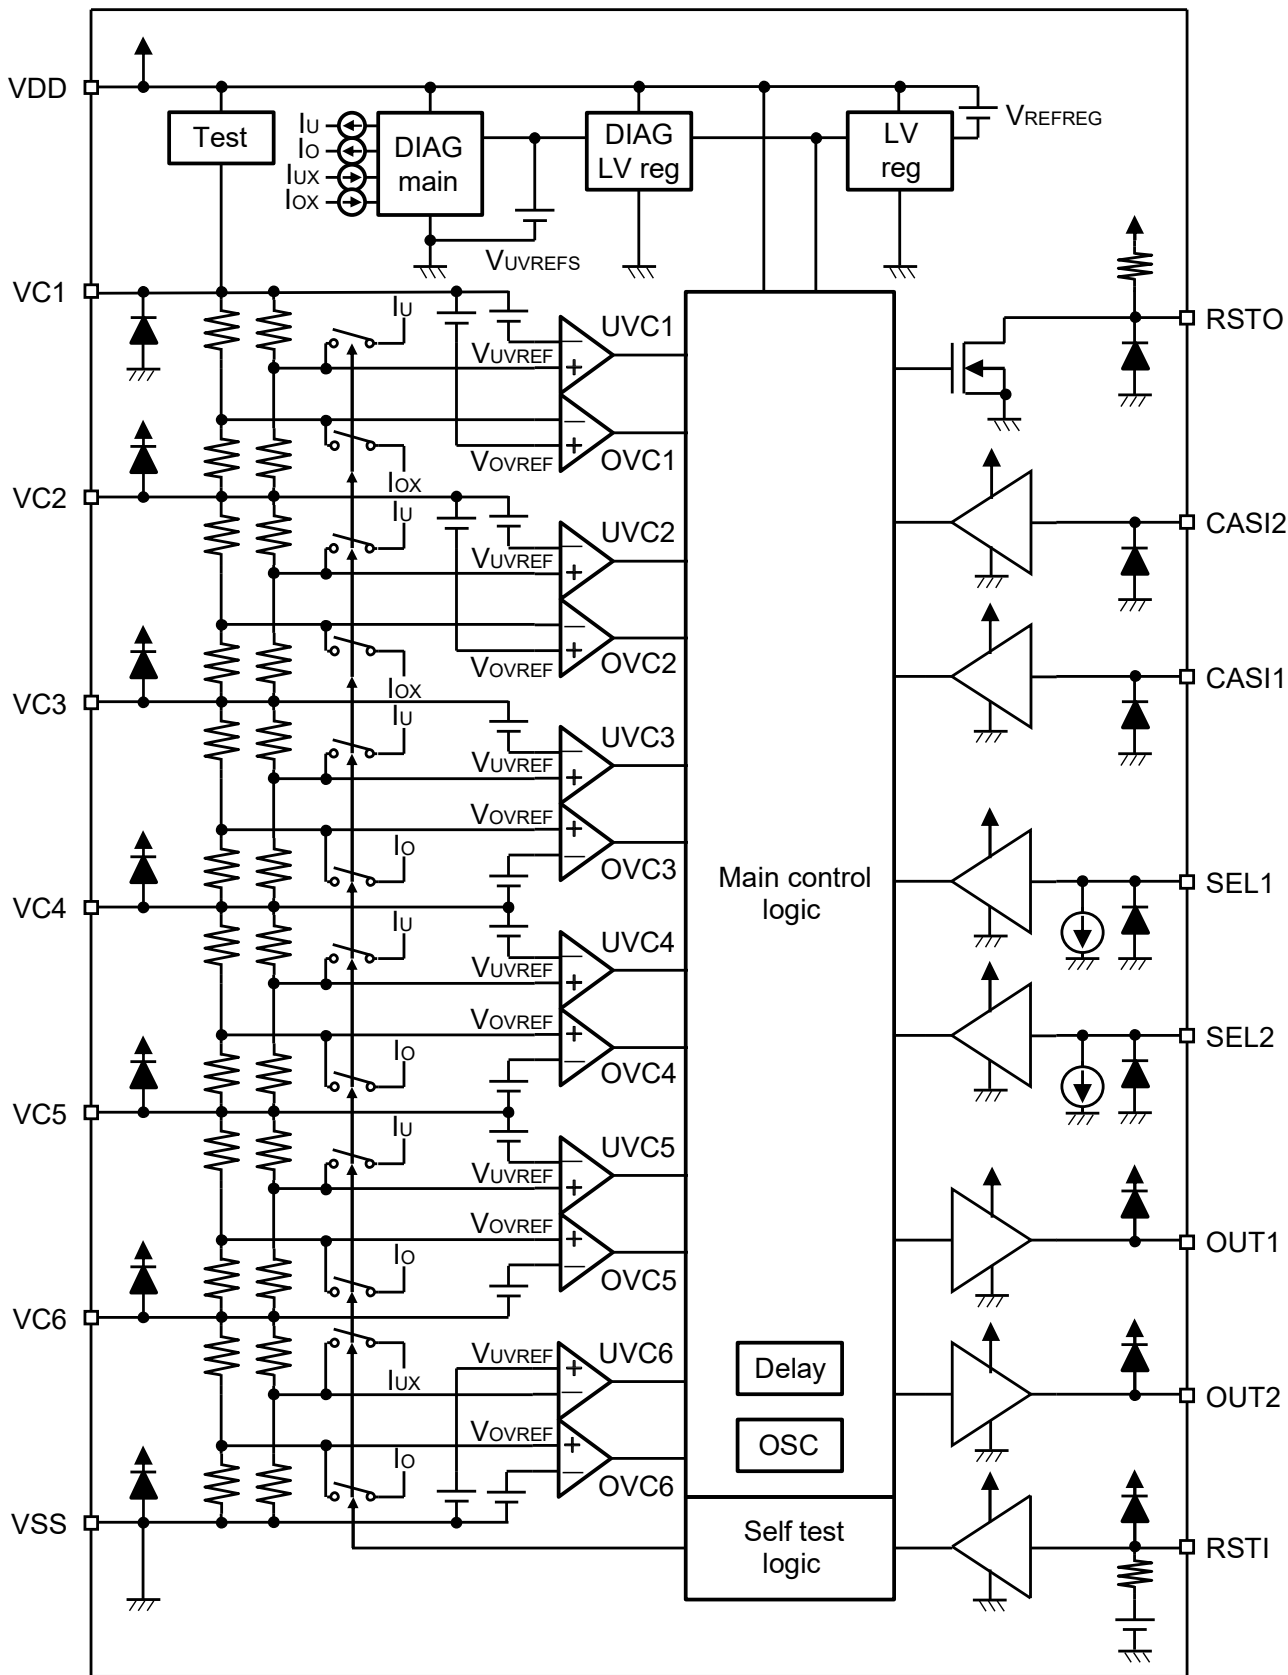 VDD
Test
IU
IO
IUX
IOX
DIAG
main
VUVREFS
DIAG
LV reg
LV
reg
VREFREG
VC1
IU
VUVREF
UVC1
−
+
−
+
VOVREF
OVC1
IOX
RSTO
VC2
IU
VUVREF
UVC2
−
+
−
+
VOVREF
OVC2
IOX
CASI2
VC3
IU
VUVREF
UVC3
−
+
VOVREF
+
−
OVC3
IO
CASI1
VC4
IU
VUVREF
UVC4
−
+
VOVREF
+
−
OVC4
IO
Main control
logic
SEL1
SEL2
VC5
IU
VUVREF
UVC5
−
+
VOVREF
+
−
OVC5
IO
OUT1
VC6
VUVREF
UVC6
+
−
IUX
VOVREF
+
−
OVC6
IO
Delay
OSC
OUT2
VSS
Self test
logic
RSTI